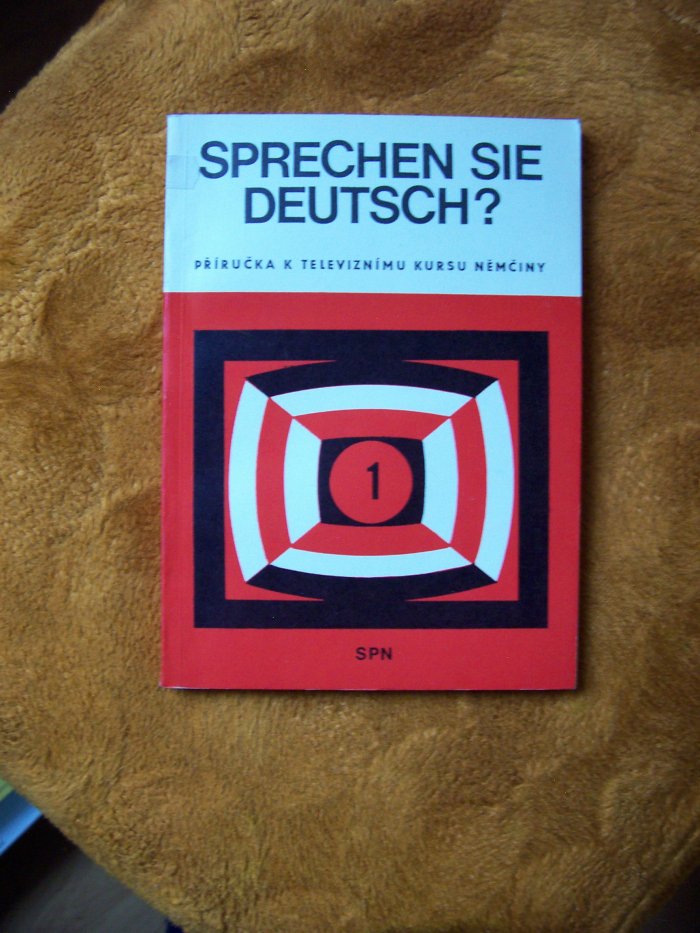 SPRECHEN SIE
DEUTSCH?
PŘÍRUČKA K TELEVIZNÍMU KURSU NĚMČINY
1
SPN